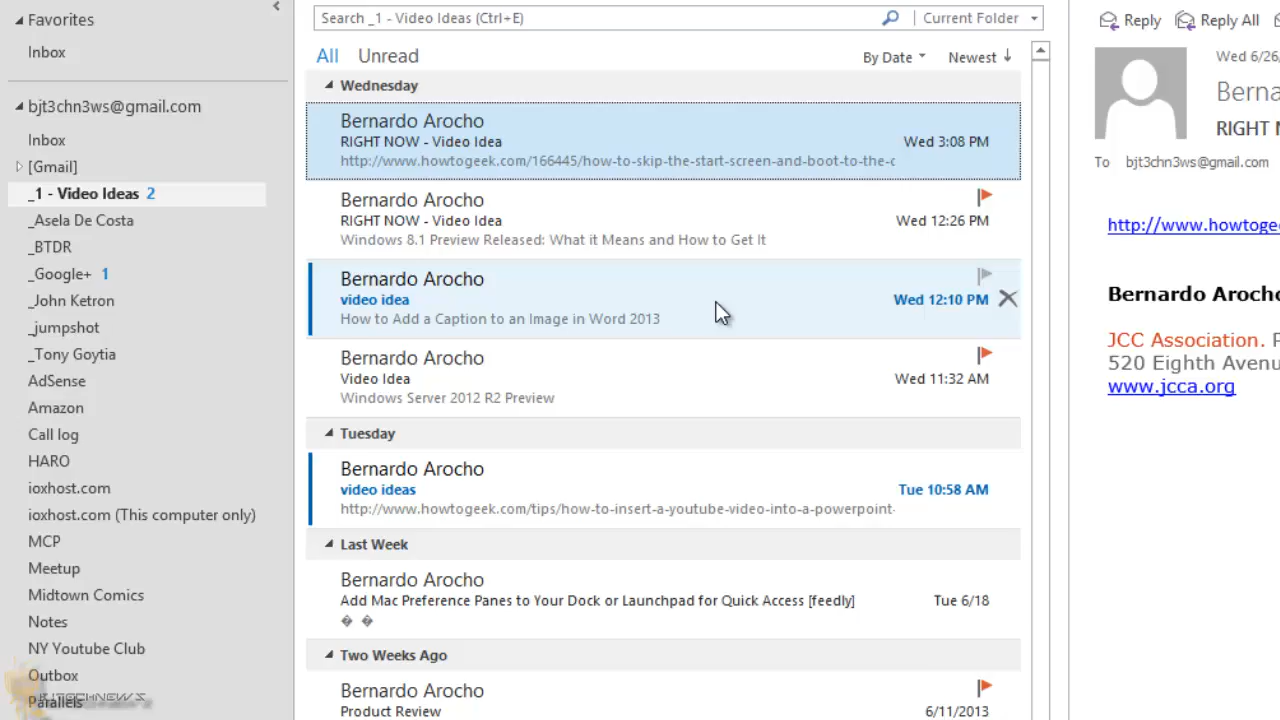 Favorites
Inbox
bjt3chn3ws@gmail.com
Inbox
[Gmail]
_1 - Video Ideas 2
_Asela De Costa
_BTDR
_Google+ 1
_John Ketron
_jumpshot
_Tony Goytia
AdSense
Amazon
Call log
HARO
ioxhost.com
ioxhost.com (This computer only)
MCP
Meetup
Midtown Comics
Notes
NY Youtube Club
Outbox
Parallels
Search _1 - Video Ideas (Ctrl+E)
Current Folder
All Unread
By Date Newest
Wednesday
Bernardo Arocho
RIGHT NOW - Video Idea Wed 3:08 PM
http://www.howtogeek.com/166445/how-to-skip-the-start-screen-and-boot-to-the-c
Bernardo Arocho
RIGHT NOW - Video Idea Wed 12:26 PM
Windows 8.1 Preview Released: What it Means and How to Get It
Bernardo Arocho
video idea Wed 12:10 PM
How to Add a Caption to an Image in Word 2013
Bernardo Arocho
Video Idea Wed 11:32 AM
Windows Server 2012 R2 Preview
Tuesday
Bernardo Arocho
video ideas Tue 10:58 AM
http://www.howtogeek.com/tips/how-to-insert-a-youtube-video-into-a-powerpoint-
Last Week
Bernardo Arocho
Add Mac Preference Panes to Your Dock or Launchpad for Quick Access [feedly] Tue 6/18
� �
Two Weeks Ago
Bernardo Arocho
Product Review 6/11/2013
Reply Reply All
Wed 6/26/
Berna
RIGHT N
To bjt3chn3ws@gmail.com
http://www.howtogee
Bernardo Arocho
JCC Association. P
520 Eighth Avenu
www.jcca.org